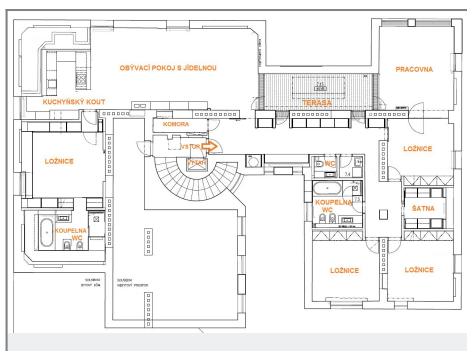 OBÝVACÍ POKOJ S JÍDELNOU
PRACOVNA
KUCHYŇSKÝ KOUT
TERASA
KOMORA
VSTUP
VÝTAH
LOŽNICE
LOŽNICE
WC
ŠATNA
KOUPELNA
WC
KOUPELNA
WC
LOŽNICE
LOŽNICE